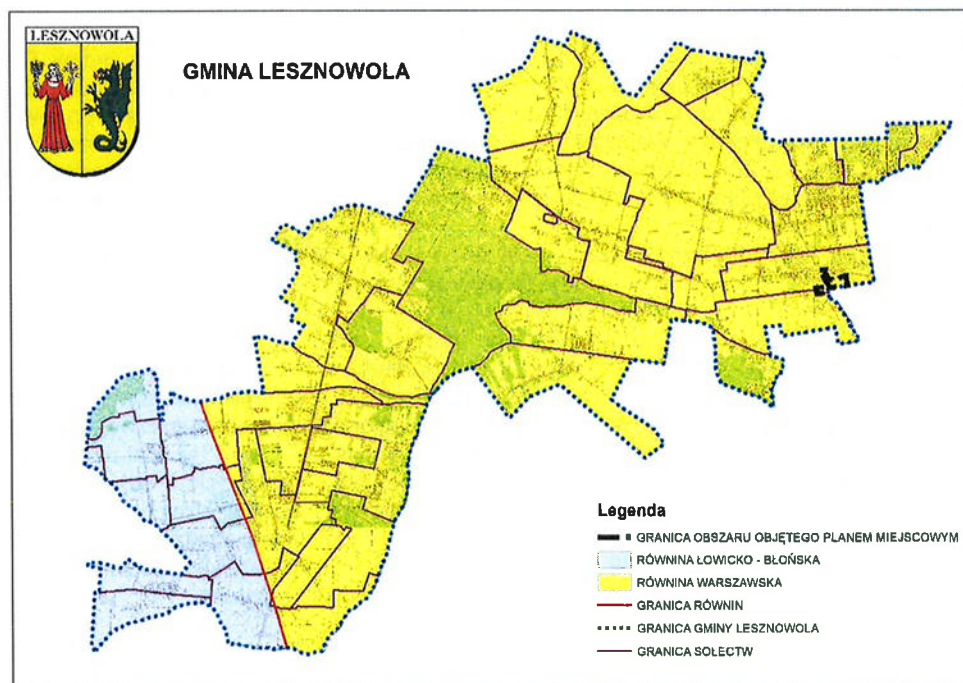 LESZNOWOLA
GMINA LESZNOWOLA
Legenda
GRANICA OBSZARU OBJĘTEGO PLANEM MIEJSCOWYM
RÓWNINA ŁOWICKO - BŁOŃSKA
RÓWNINA WARSZAWSKA
GRANICA RÓWNIN
GRANICA GMINY LESZNOWOLA
GRANICA SOŁECTW